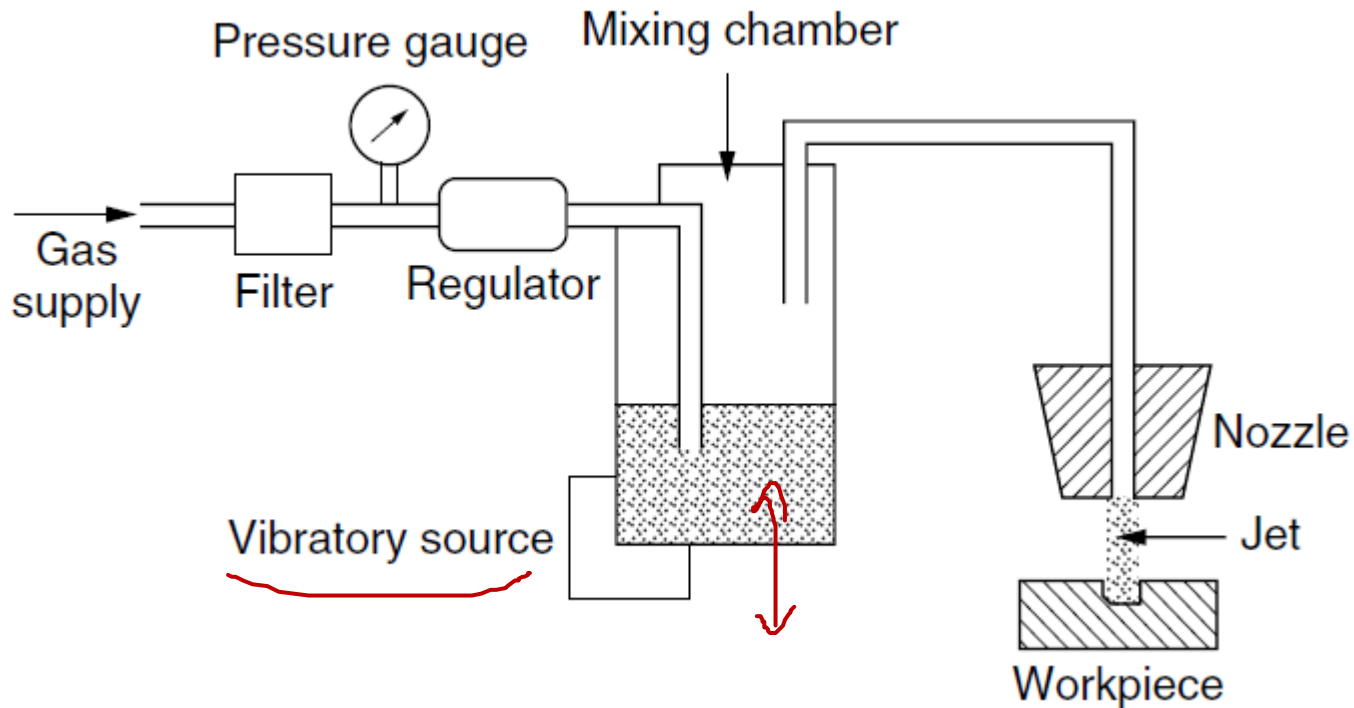 Pressure gauge
Mixing chamber
Gas
supply
Filter
Regulator
Nozzle
Vibratory source
Jet
Workpiece